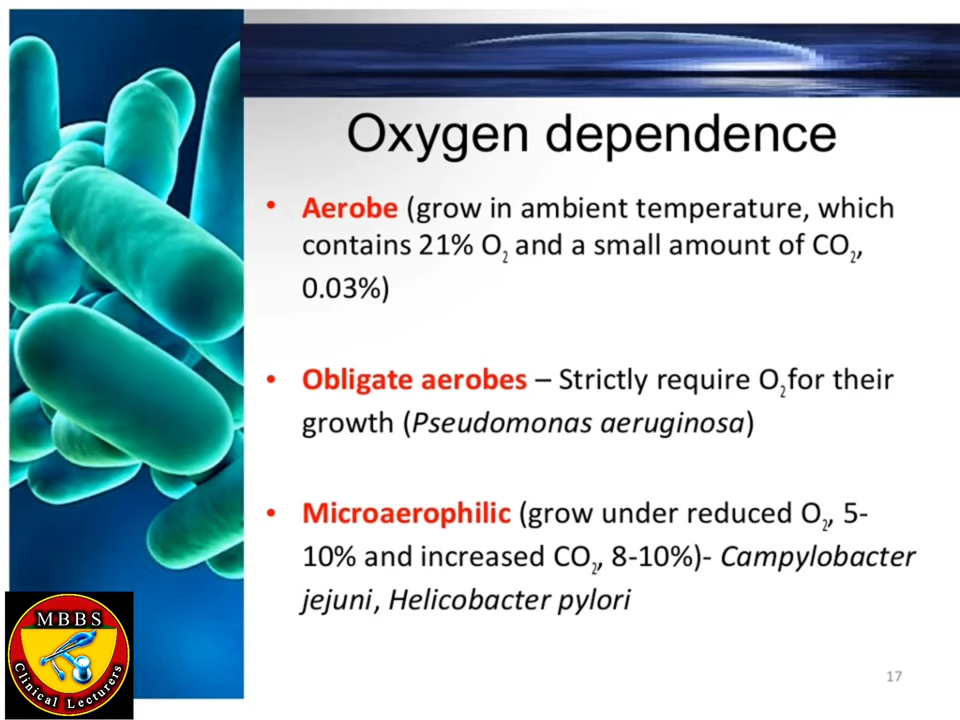 Oxygen dependence
• Aerobe (grow in ambient temperature, which
contains 21% O₂ and a small amount of CO₂,
0.03%)
• Obligate aerobes – Strictly require O₂ for their
growth (Pseudomonas aeruginosa)
• Microaerophilic (grow under reduced O₂, 5-
10% and increased CO₂, 8-10%)- Campylobacter
jejuni, Helicobacter pylori
MBBS
Clinical Lecturers
17